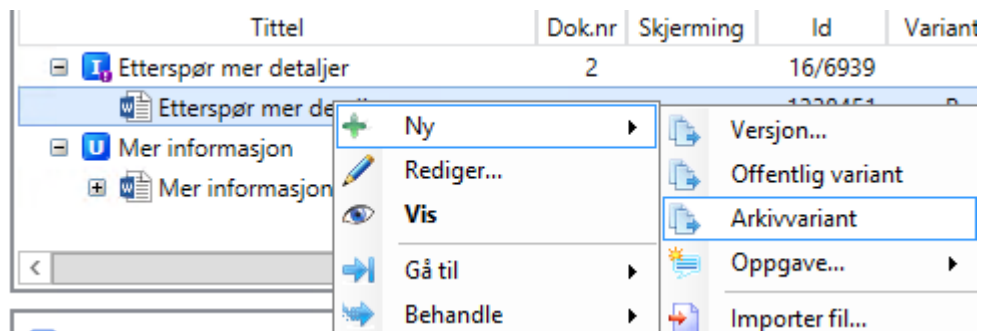 Tittel Dok.nr Skjerming Id Variant
Etterspør mer detaljer 2 16/6939
Etterspør mer de
Ny Versjon...
Mer informasjon
Rediger... Offentlig variant
Mer informasjon
Vis Arkivvariant
Gå til Oppgave...
Behandle Importer fil...